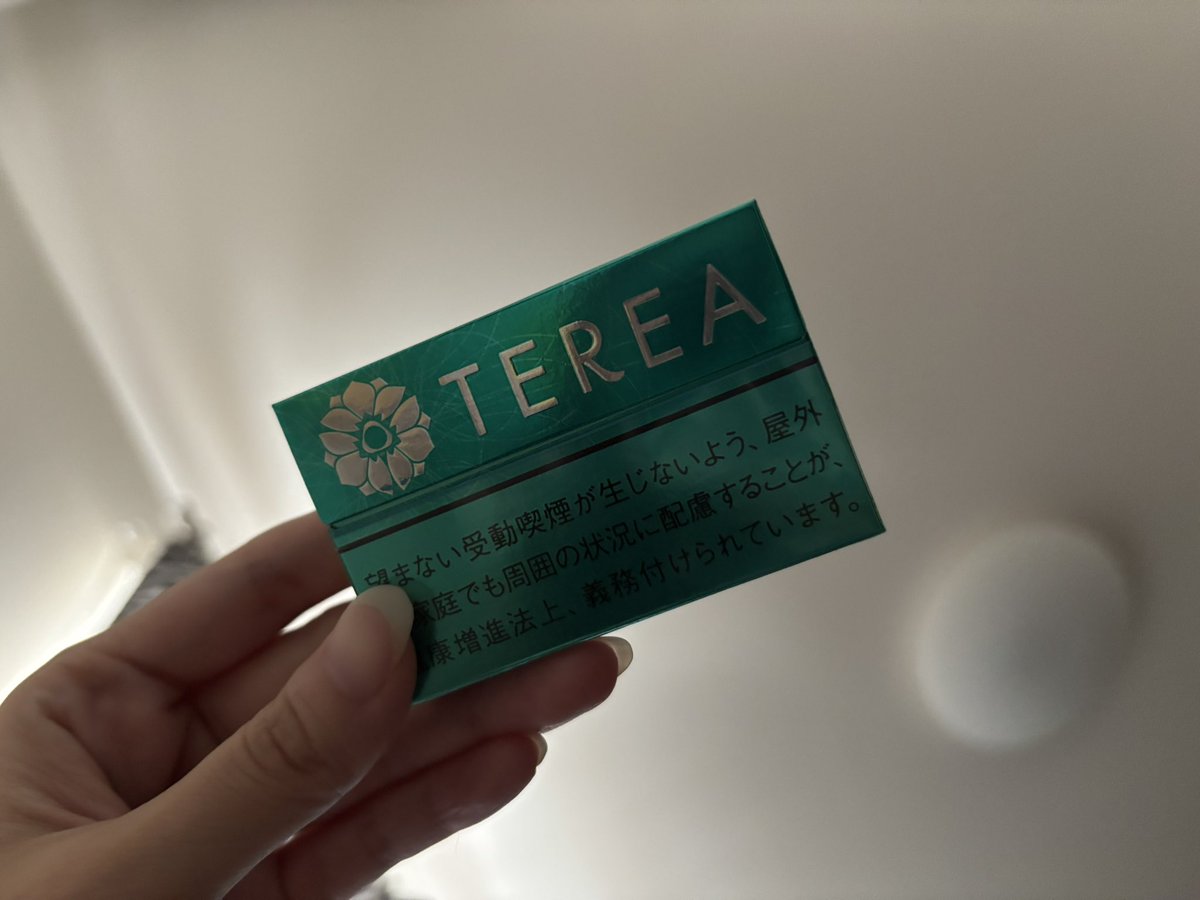 TEREA
望まない受動喫煙が生じないよう、屋外
家庭でも周囲の状況に配慮することが、
康増進法上、義務付けられています。